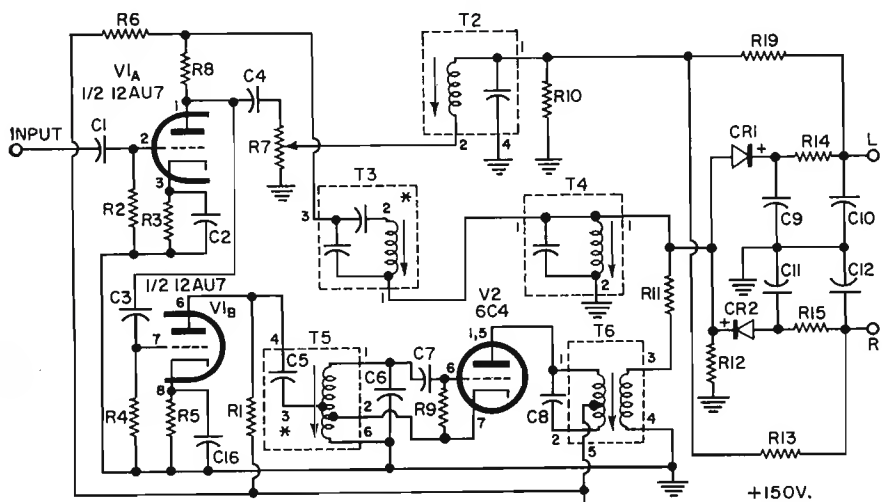 R6
T2
1
R19
R8
V1A
1/2 12AU7
C4
R10
CR1
+
R14
L
INPUT
C1
1
2
3
R7
2
4
T3
*
T4
C9
C10
R2
R3
C2
3
2
1
1
1
2
R11
C11
C12
1/2 12AU7
C3
6
V1B
7
8
V2
6C4
1,5
+
CR2
R15
R
R12
4
T5
C5
1
C7
C6
6
T6
1
3
R4
R5
R1
3
*
2
6
R9
7
C8
2
5
4
C16
R13
+150V.